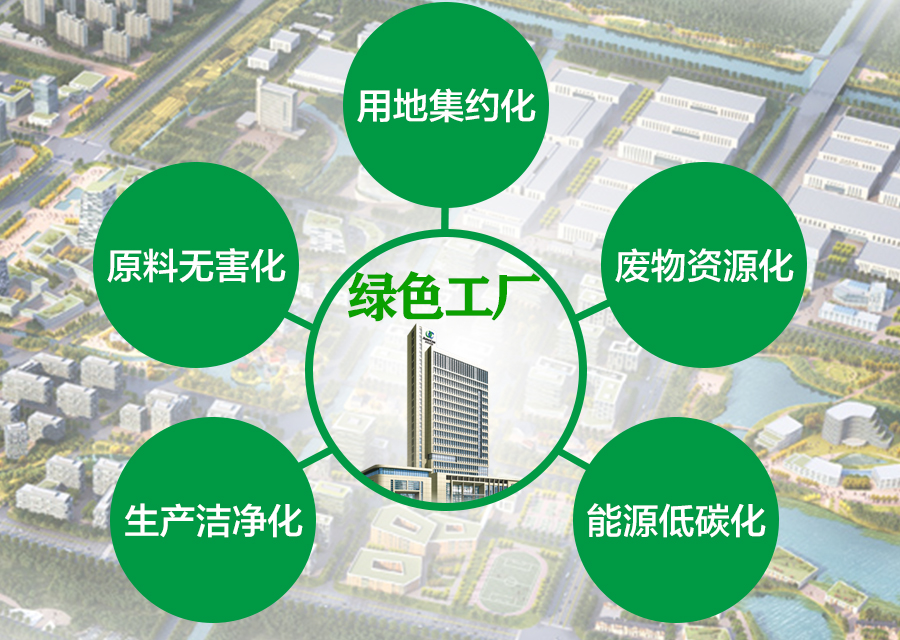 用地集约化
原料无害化
废物资源化
绿色工厂
生产洁净化
能源低碳化